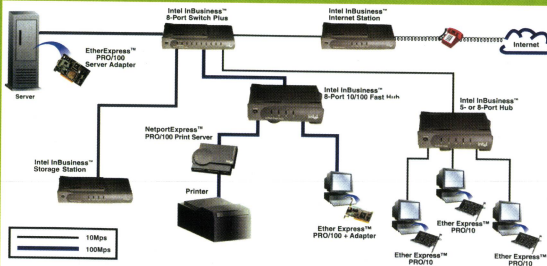 Intel InBusiness™
8-Port Switch Plus
Intel InBusiness™
Internet Station
Internet
EtherExpress™
PRO/100
Server Adapter
Server
Intel InBusiness™
8-Port 10/100 Fast Hub
Intel InBusiness™
5- or 8-Port Hub
NetportExpress™
PRO/100 Print Server
Intel InBusiness™
Storage Station
Printer
Ether Express™
PRO/100 + Adapter
Ether Express™
PRO/10
Ether Express™
PRO/10
Ether Express™
PRO/10
10Mps
100Mps